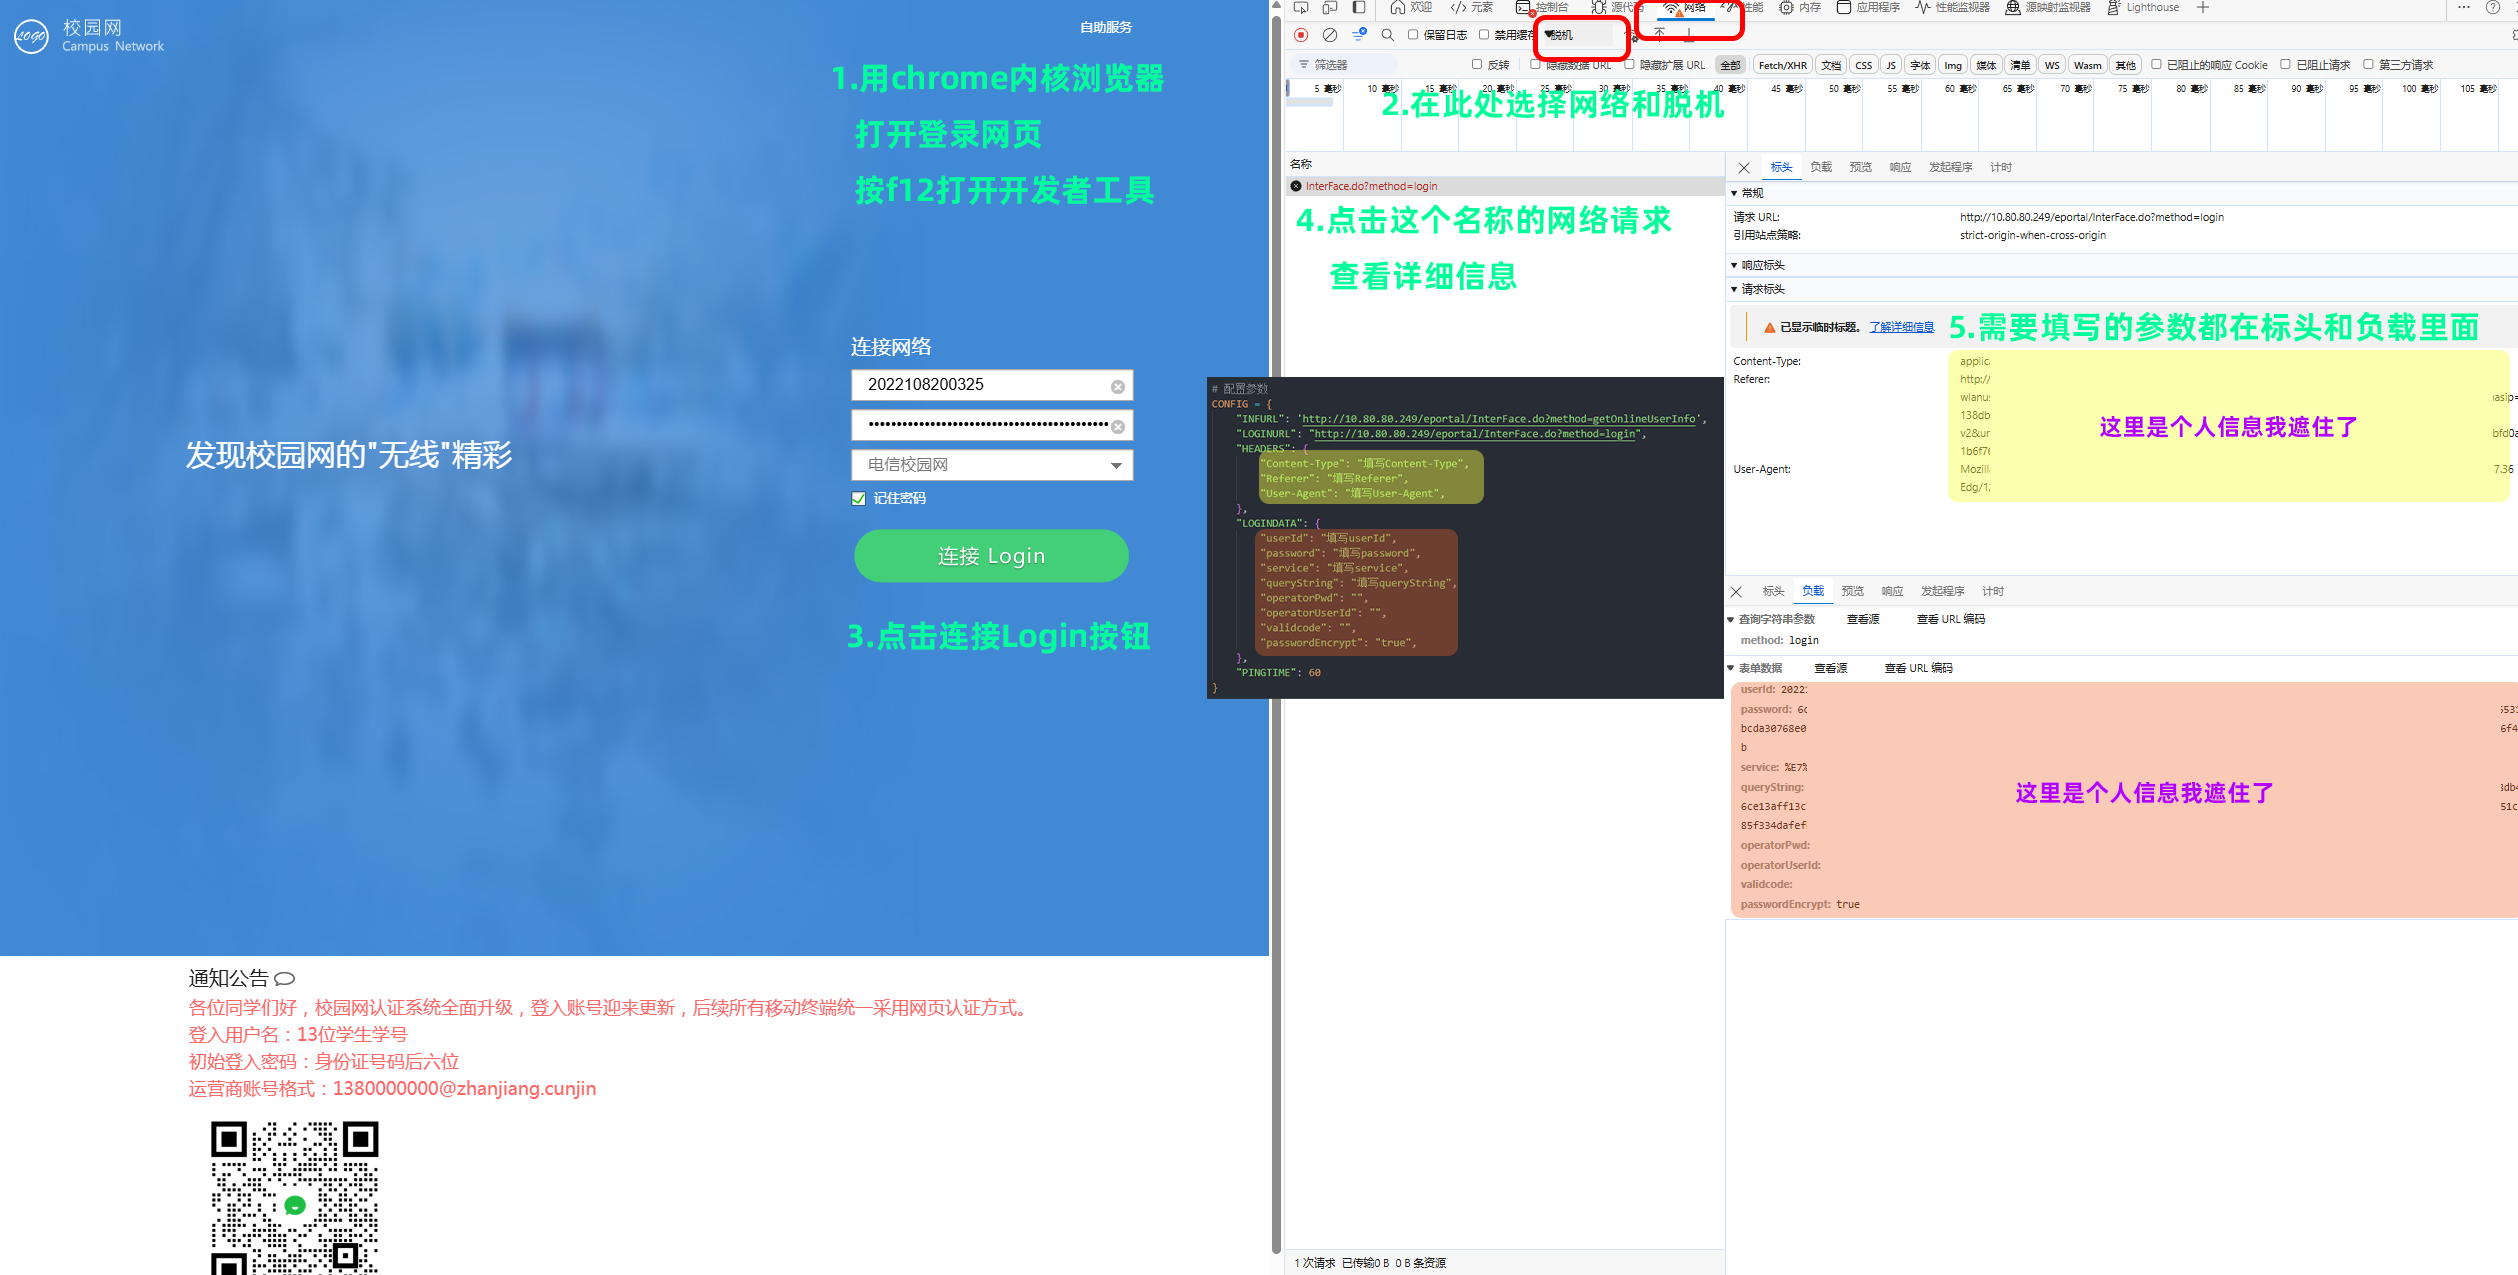 LOGO
校园网
Campus Network
自助服务
1.用chrome内核浏览器
打开登录网页
按f12打开开发者工具
发现校园网的"无线"精彩
连接网络
2022108200325
电信校园网
记住密码
连接 Login
3.点击连接Login按钮
通知公告
各位同学们好，校园网认证系统全面升级，登入账号迎来更新，后续所有移动终端统一采用网页认证方式。
登入用户名：13位学生学号
初始登入密码：身份证号码后六位
运营商账号格式：1380000000@zhanjiang.cunjin
欢迎 元素 控制台 源代码 网络 性能 内存 应用程序 性能监视器 源映射监视器 Lighthouse
保留日志 禁用缓存 脱机
筛选器 反转 隐藏数据 URL 隐藏扩展 URL 全部 Fetch/XHR 文档 CSS JS 字体 Img 媒体 清单 WS Wasm 其他 已阻止的响应 Cookie 已阻止请求 第三方请求
5 毫秒 10 毫秒 15 毫秒 20 毫秒 25 毫秒 30 毫秒 35 毫秒 40 毫秒 45 毫秒 50 毫秒 55 毫秒 60 毫秒 65 毫秒 70 毫秒 75 毫秒 80 毫秒 85 毫秒 90 毫秒 95 毫秒 100 毫秒 105 毫秒
2.在此处选择网络和脱机
名称
InterFace.do?method=login
4.点击这个名称的网络请求
查看详细信息
# 配置参数
CONFIG = {
"INFURL": 'http://10.80.80.249/eportal/InterFace.do?method=getOnlineUserInfo',
"LOGINURL": "http://10.80.80.249/eportal/InterFace.do?method=login",
"HEADERS": {
"Content-Type": "填写Content-Type",
"Referer": "填写Referer",
"User-Agent": "填写User-Agent",
},
"LOGINDATA": {
"userId": "填写userId",
"password": "填写password",
"service": "填写service",
"queryString": "填写queryString",
"operatorPwd": "",
"operatorUserId": "",
"validcode": "",
"passwordEncrypt": "true",
},
"PINGTIME": 60
}
1 次请求 已传输0 B 0 B 条资源
标头 负载 预览 响应 发起程序 计时
常规
请求 URL: http://10.80.80.249/eportal/InterFace.do?method=login
引用站点策略: strict-origin-when-cross-origin
响应标头
请求标头
已显示临时标题。 了解详细信息
5.需要填写的参数都在标头和负载里面
Content-Type: applic
Referer: http://
wlanu
138db
v2&ur
1b6f7
User-Agent: Mozill
7.36
Edg/1
这里是个人信息我遮住了
标头 负载 预览 响应 发起程序 计时
查询字符串参数 查看源 查看 URL 编码
method: login
表单数据 查看源 查看 URL 编码
userId: 2022
password: 6
bcda30768e0
b
service: %E7%
queryString:
6ce13aff13c
85f334dafef
operatorPwd:
operatorUserId:
validcode:
passwordEncrypt: true
这里是个人信息我遮住了